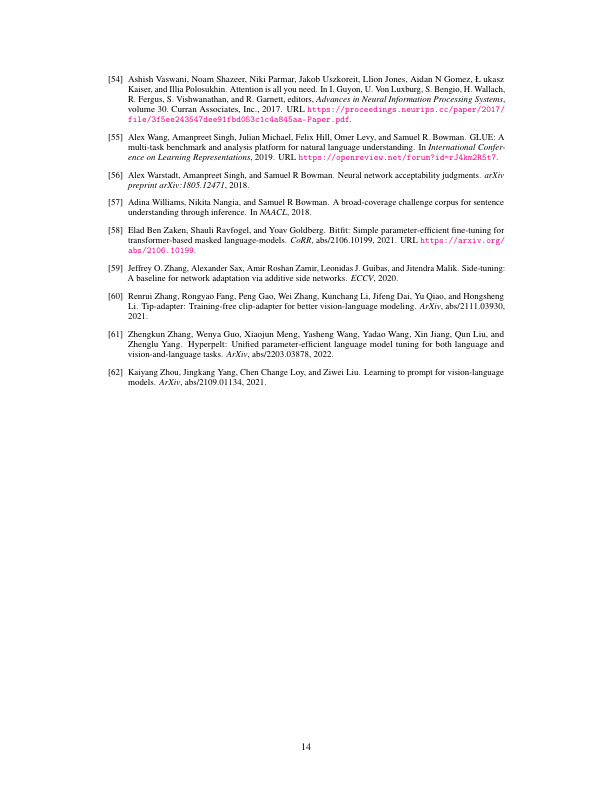 [54] Ashish Vaswani, Noam Shazeer, Niki Parmar, Jakob Uszkoreit, Llion Jones, Aidan N Gomez, Ł ukasz
Kaiser, and Illia Polosukhin. Attention is all you need. In I. Guyon, U. Von Luxburg, S. Bengio, H. Wallach,
R. Fergus, S. Vishwanathan, and R. Garnett, editors, Advances in Neural Information Processing Systems,
volume 30. Curran Associates, Inc., 2017. URL https://proceedings.neurips.cc/paper/2017/
file/3f5ee243547dee91fbd053c1c4a845aa-Paper.pdf.
[55] Alex Wang, Amanpreet Singh, Julian Michael, Felix Hill, Omer Levy, and Samuel R. Bowman. GLUE: A
multi-task benchmark and analysis platform for natural language understanding. In International Confer-
ence on Learning Representations, 2019. URL https://openreview.net/forum?id=rJ4km2R5t7.
[56] Alex Warstadt, Amanpreet Singh, and Samuel R Bowman. Neural network acceptability judgments. arXiv
preprint arXiv:1805.12471, 2018.
[57] Adina Williams, Nikita Nangia, and Samuel R Bowman. A broad-coverage challenge corpus for sentence
understanding through inference. In NAACL, 2018.
[58] Elad Ben Zaken, Shauli Ravfogel, and Yoav Goldberg. Bitfit: Simple parameter-efficient fine-tuning for
transformer-based masked language-models. CoRR, abs/2106.10199, 2021. URL https://arxiv.org/
abs/2106.10199.
[59] Jeffrey O. Zhang, Alexander Sax, Amir Roshan Zamir, Leonidas J. Guibas, and Jitendra Malik. Side-tuning:
A baseline for network adaptation via additive side networks. ECCV, 2020.
[60] Renrui Zhang, Rongyao Fang, Peng Gao, Wei Zhang, Kunchang Li, Jifeng Dai, Yu Qiao, and Hongsheng
Li. Tip-adapter: Training-free clip-adapter for better vision-language modeling. ArXiv, abs/2111.03930,
2021.
[61] Zhengkun Zhang, Wenya Guo, Xiaojun Meng, Yasheng Wang, Yadao Wang, Xin Jiang, Qun Liu, and
Zhenglu Yang. Hyperpelt: Unified parameter-efficient language model tuning for both language and
vision-and-language tasks. ArXiv, abs/2203.03878, 2022.
[62] Kaiyang Zhou, Jingkang Yang, Chen Change Loy, and Ziwei Liu. Learning to prompt for vision-language
models. ArXiv, abs/2109.01134, 2021.
14